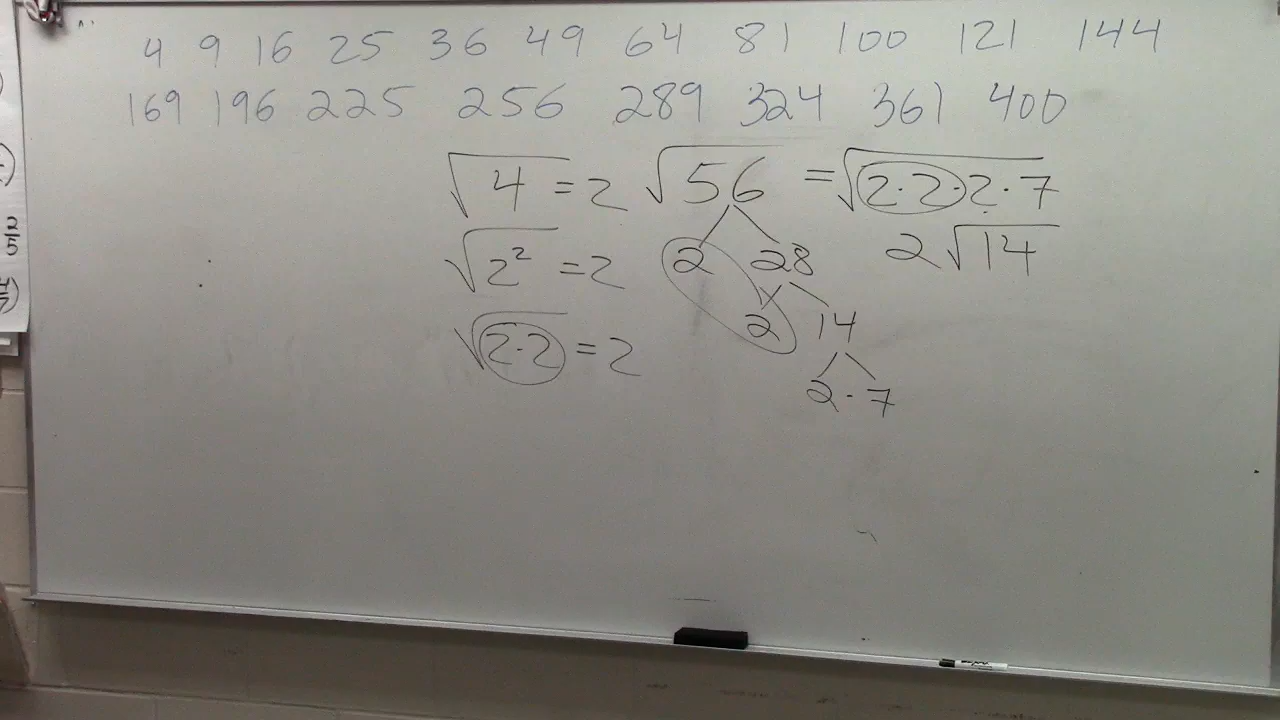 4 9 16 25 36 49 64 81 100 121 144
169 196 225 256 289 324 361 400
√4 = 2 √56 = √2·2·2·7
√2² = 2 2 28 2√14
√2·2 = 2 2 14
2·7